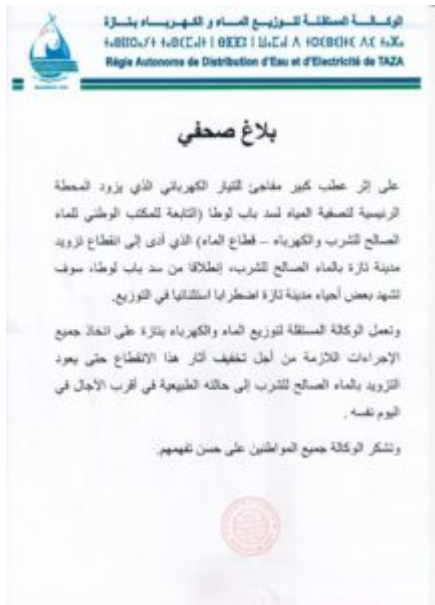 الوكالة المستقلة لتوزيع الماء و الكهرباء بتازة
Régie Autonome de Distribution d'Eau et d'Electricité de TAZA
بلاغ صحفي
على إثر عطب كبير مفاجئ للتيار الكهربائي الذي يزود المحطة
الرئيسية لتصفية المياه لسد باب لوطا (التابعة للمكتب الوطني للماء
الصالح للشرب والكهرباء – قطاع الماء) الذي أدى إلى انقطاع تزويد
مدينة تازة بالماء الصالح للشرب، إنطلاقا من سد باب لوطا، سوف
تشهد بعض أحياء مدينة تازة اضطرابا استثنائيا في التوزيع.
وتعمل الوكالة المستقلة لتوزيع الماء والكهرباء بتازة على اتخاذ جميع
الإجراءات اللازمة من أجل تخفيف آثار هذا الانقطاع حتى يعود
التزويد بالماء الصالح للشرب إلى حالته الطبيعية في أقرب الآجال في
اليوم نفسه .
وتشكر الوكالة جميع المواطنين على حسن تفهمهم.